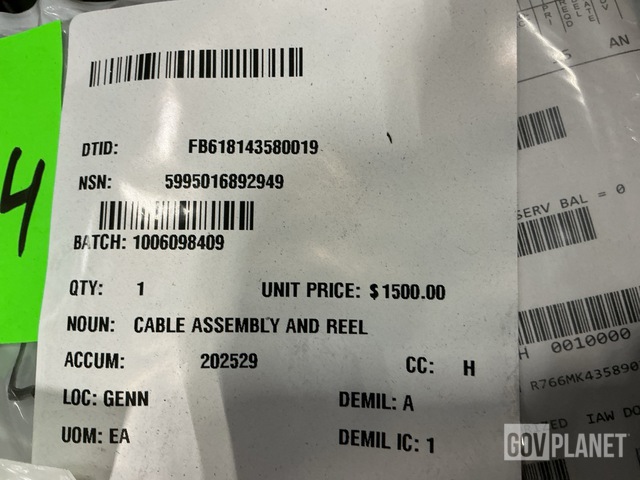 4
DTID: FB618143580019
NSN: 5995016892949
BATCH: 1006098409
QTY: 1 UNIT PRICE: $1500.00
NOUN: CABLE ASSEMBLY AND REEL
ACCUM: 202529 CC: H
LOC: GENN DEMIL: A
UOM: EA DEMIL IC: 1
AN
SERV BAL = 0
H 0010000
R766MK435890
IAW DO
GOVPLANET